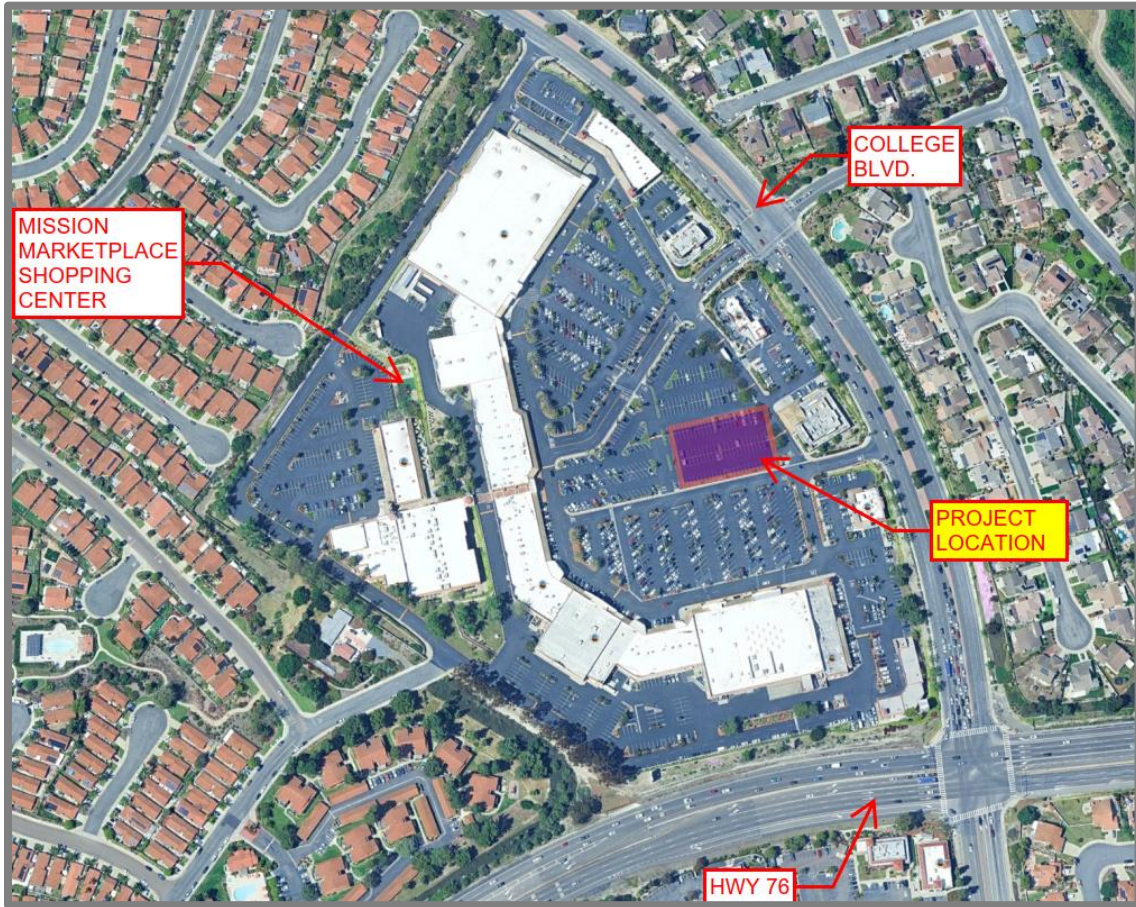 COLLEGE
BLVD.
MISSION
MARKETPLACE
SHOPPING
CENTER
PROJECT
LOCATION
HWY 76